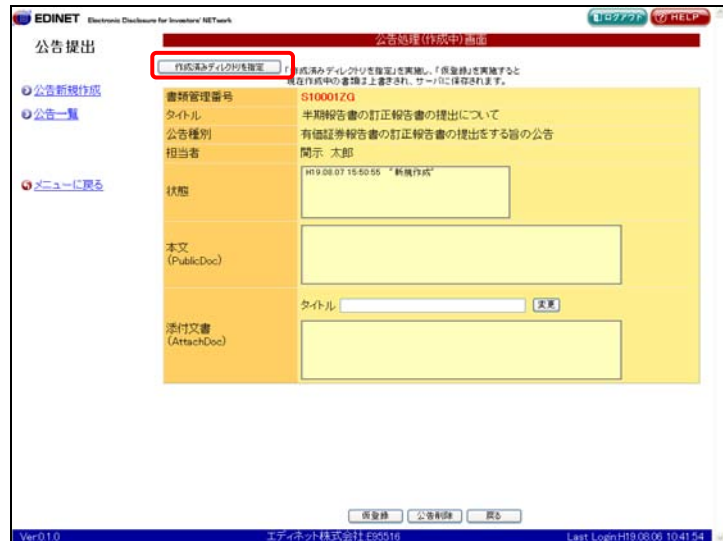 EDINET Electronic Disclosure for Investors' NETwork
ログアウト
HELP
公告提出
公告処理(作成中)画面
作成済みディレクトリを指定
「作成済みディレクトリを指定」を実施し、「仮登録」を実施すると
現在作成中の書類は上書きされ、サーバに保存されます。
公告新規作成
公告一覧
メニューに戻る
書類管理番号 S10001ZG
タイトル 半期報告書の訂正報告書の提出について
公告種別 有価証券報告書の訂正報告書の提出をする旨の公告
担当者 開示 太郎
状態
H19.08.07 15:50:55 "新規作成"
本文
(PublicDoc)
タイトル
変更
添付文書
(AttachDoc)
仮登録 公告削除 戻る
Ver.0.1.0
エディネット株式会社 E95516
Last Login:H19.08.06 10:41:54